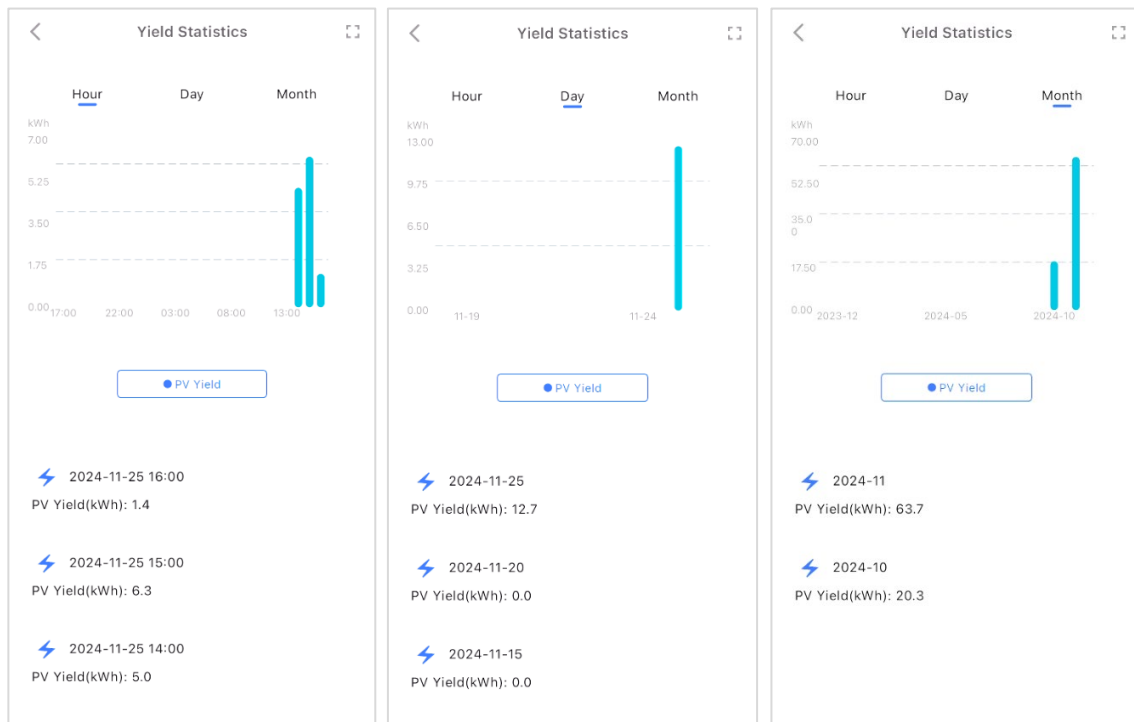 Yield Statistics
Hour Day Month
kWh
7.00
5.25
3.50
1.75
0.00
17:00 22:00 03:00 08:00 13:00
PV Yield
2024-11-25 16:00
PV Yield(kWh): 1.4
2024-11-25 15:00
PV Yield(kWh): 6.3
2024-11-25 14:00
PV Yield(kWh): 5.0
Yield Statistics
Hour Day Month
kWh
13.00
9.75
6.50
3.25
0.00
11-19 11-24
PV Yield
2024-11-25
PV Yield(kWh): 12.7
2024-11-20
PV Yield(kWh): 0.0
2024-11-15
PV Yield(kWh): 0.0
Yield Statistics
Hour Day Month
kWh
70.00
52.50
35.0
0
17.50
0.00
2023-12 2024-05 2024-10
PV Yield
2024-11
PV Yield(kWh): 63.7
2024-10
PV Yield(kWh): 20.3